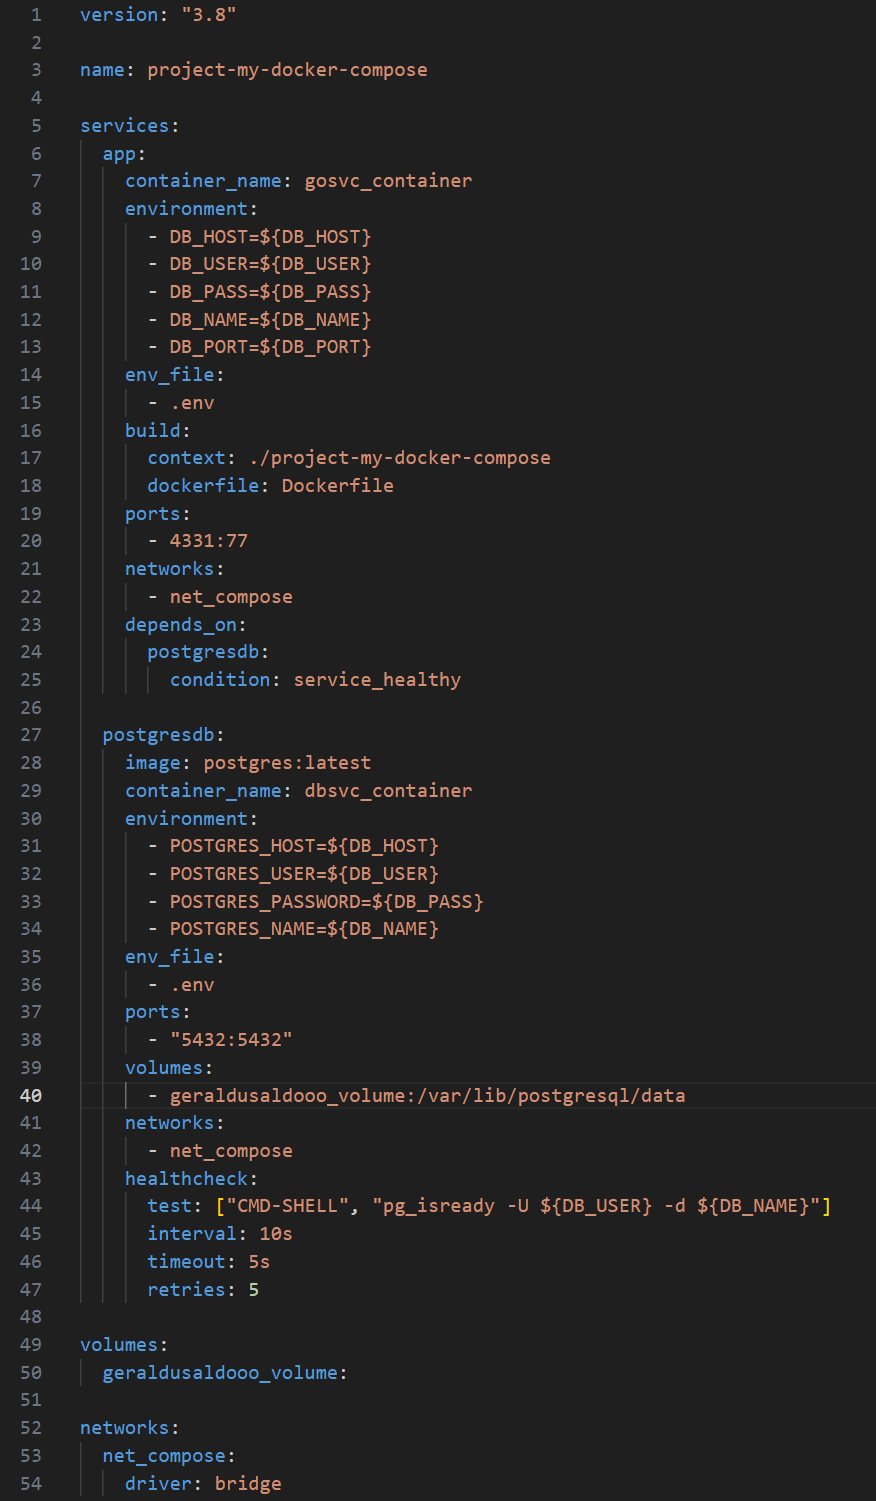 1 version: "3.8"
2
3 name: project-my-docker-compose
4
5 services:
6   app:
7     container_name: gosvc_container
8     environment:
9       - DB_HOST=${DB_HOST}
10       - DB_USER=${DB_USER}
11       - DB_PASS=${DB_PASS}
12       - DB_NAME=${DB_NAME}
13       - DB_PORT=${DB_PORT}
14     env_file:
15       - .env
16     build:
17       context: ./project-my-docker-compose
18       dockerfile: Dockerfile
19     ports:
20       - 4331:77
21     networks:
22       - net_compose
23     depends_on:
24       postgresdb:
25         condition: service_healthy
26
27   postgresdb:
28     image: postgres:latest
29     container_name: dbsvc_container
30     environment:
31       - POSTGRES_HOST=${DB_HOST}
32       - POSTGRES_USER=${DB_USER}
33       - POSTGRES_PASSWORD=${DB_PASS}
34       - POSTGRES_NAME=${DB_NAME}
35     env_file:
36       - .env
37     ports:
38       - "5432:5432"
39     volumes:
40       - geraldusaldooo_volume:/var/lib/postgresql/data
41     networks:
42       - net_compose
43     healthcheck:
44       test: ["CMD-SHELL", "pg_isready -U ${DB_USER} -d ${DB_NAME}"]
45       interval: 10s
46       timeout: 5s
47       retries: 5
48
49 volumes:
50   geraldusaldooo_volume:
51
52 networks:
53   net_compose:
54     driver: bridge